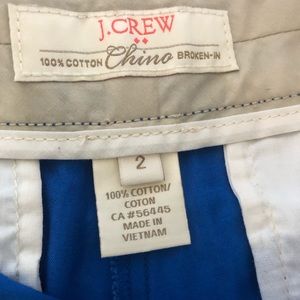 J.CREW
100% COTTON Chino BROKEN-IN
2
100% COTTON/
COTON
CA #56445
MADE IN
VIETNAM